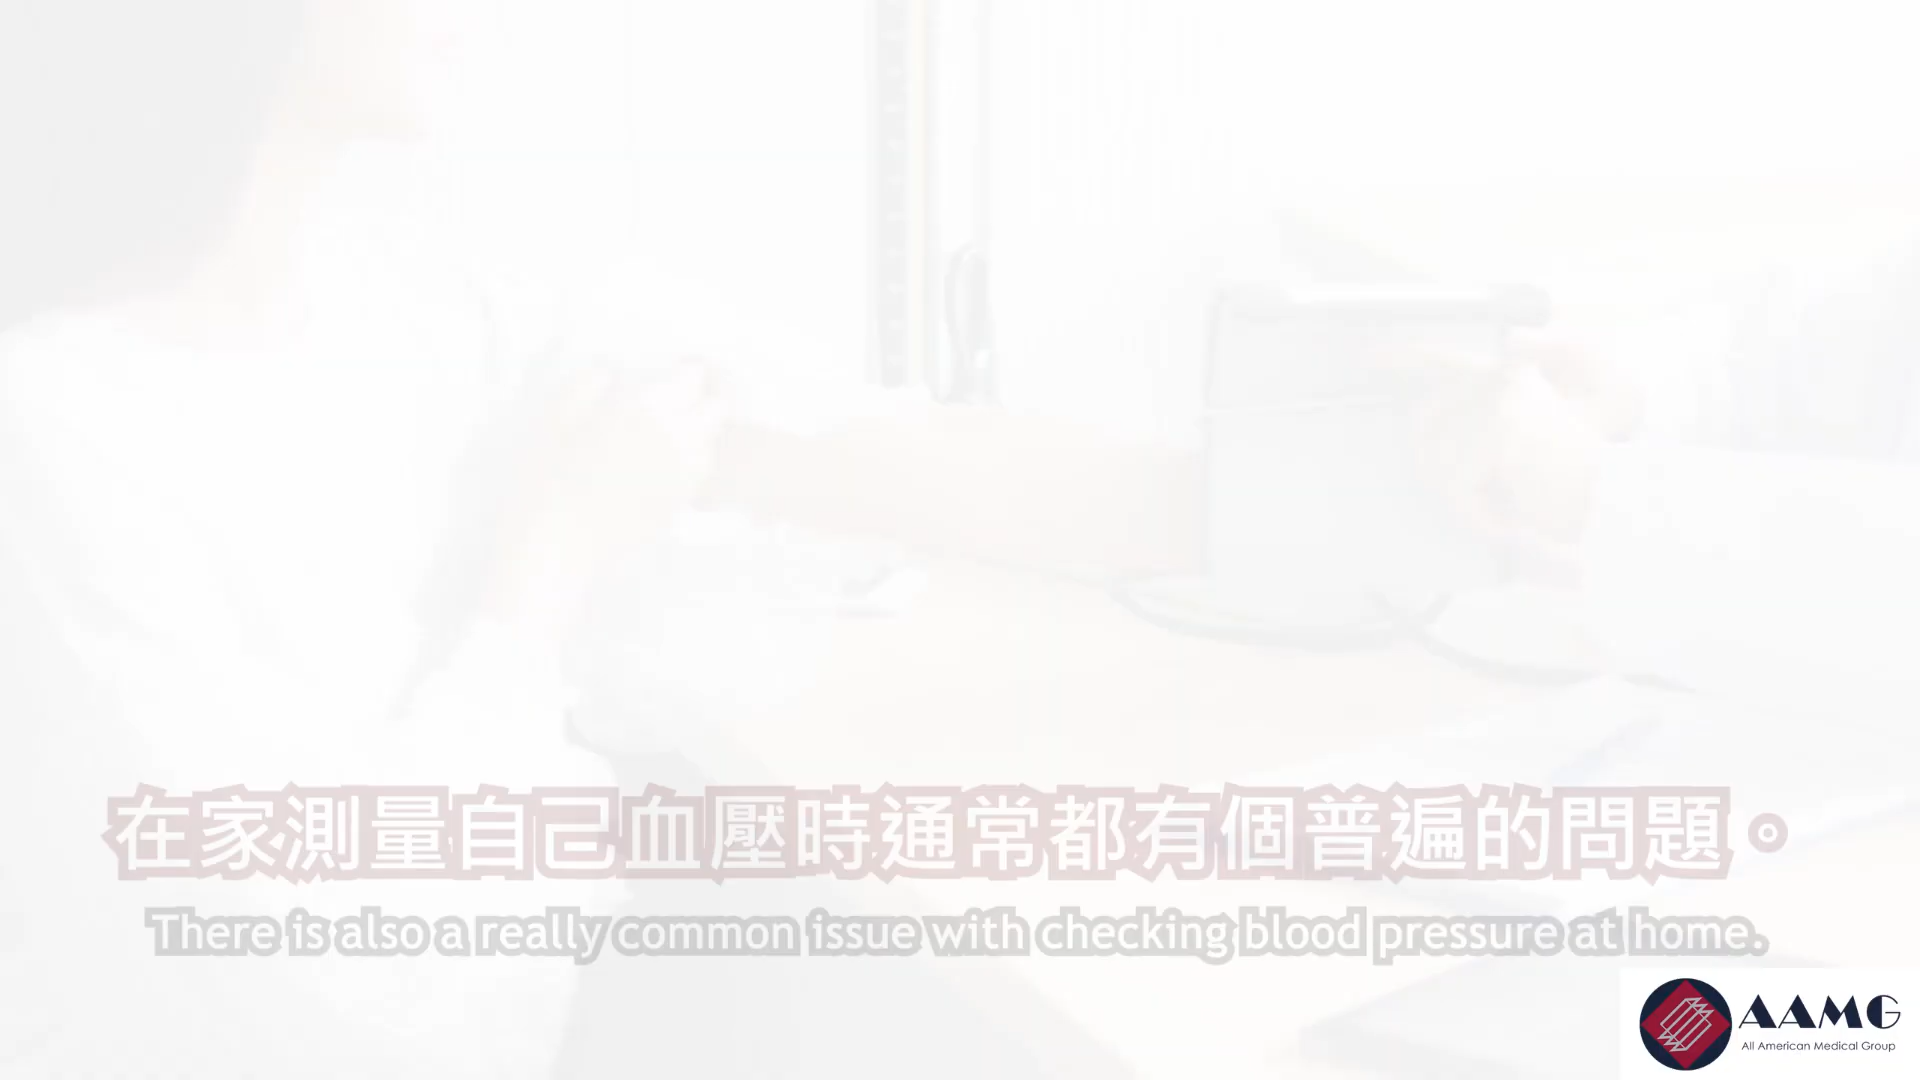 在家測量自己血壓時通常都有個普遍的問題。
There is also a really common issue with checking blood pressure at home.
AAMG
All American Medical Group